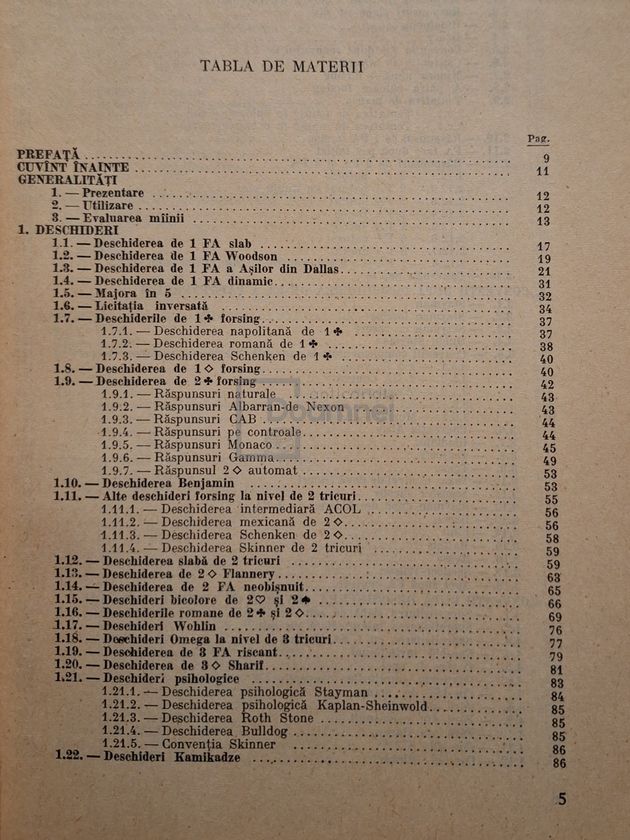 TABLA DE MATERII
Pag.
PREFAȚĂ 9
CUVÎNT ÎNAINTE 11
GENERALITĂȚI
1. — Prezentare 12
2. — Utilizare 12
3. — Evaluarea mîinii 13
1. DESCHIDERI
1.1. — Deschiderea de 1 FA slab 17
1.2. — Deschiderea de 1 FA Woodson 19
1.3. — Deschiderea de 1 FA a Așilor din Dallas 21
1.4. — Deschiderea de 1 FA dinamic 31
1.5. — Majora în 5 32
1.6. — Licitația inversată 34
1.7. — Deschiderile de 1♣ forsing 37
1.7.1. — Deschiderea napolitană de 1♣ 37
1.7.2. — Deschiderea romană de 1♣ 38
1.7.3. — Deschiderea Schenken de 1♣ 40
1.8. — Deschiderea de 1♢ forsing 40
1.9. — Deschiderea de 2♣ forsing 42
1.9.1. — Răspunsuri naturale 43
1.9.2. — Răspunsuri Albarran-de Nexon 43
1.9.3. — Răspunsuri CAB 44
1.9.4. — Răspunsuri pe controale 44
1.9.5. — Răspunsuri Monaco 45
1.9.6. — Răspunsuri Gamma 49
1.9.7. — Răspunsul 2♢ automat 53
1.10. — Deschiderea Benjamin 53
1.11. — Alte deschideri forsing la nivel de 2 tricuri 55
1.11.1. — Deschiderea intermediară ACOL 56
1.11.2. — Deschiderea mexicană de 2♢ 56
1.11.3. — Deschiderea Schenken de 2♢ 58
1.11.4. — Deschiderea Skinner de 2 tricuri 59
1.12. — Deschiderea slabă de 2 tricuri 59
1.13. — Deschiderea de 2♢ Flannery 63
1.14. — Deschiderea de 2 FA neobișnuit 65
1.15. — Deschideri bicolore de 2♡ și 2♠ 66
1.16. — Deschiderile romane de 2♣ și 2♢ 69
1.17. — Deschideri Wohlin 76
1.18. — Deschideri Omega la nivel de 3 tricuri 77
1.19. — Deschiderea de 3 FA riscant 79
1.20. — Deschiderea de 3♢ Sharif 81
1.21. — Deschideri psihologice 83
1.21.1. — Deschiderea psihologică Stayman 84
1.21.2. — Deschiderea psihologică Kaplan-Sheinwold 85
1.21.3. — Deschiderea Roth Stone 85
1.21.4. — Deschiderea Bulldog 85
1.21.5. — Convenția Skinner 86
1.22. — Deschideri Kamikadze 86
5